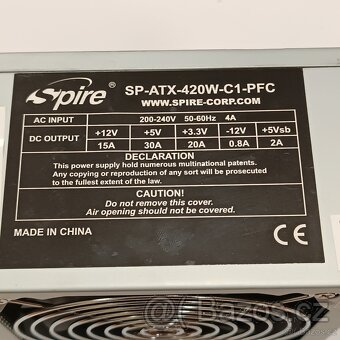 Spire SP-ATX-420W-C1-PFC
WWW.SPIRE-CORP.COM
AC INPUT 200-240V 50-60Hz 4A
DC OUTPUT +12V +5V +3.3V -12V +5Vsb
15A 30A 20A 0.8A 2A
DECLARATION
This power supply hold numerous multinational patents.
Any copying or reproduction of any sort will be prosecuted
to the fullest extent of the law.
CAUTION!
Do not remove this cover.
Air opening should not be covered.
MADE IN CHINA CE
Bazos.cz